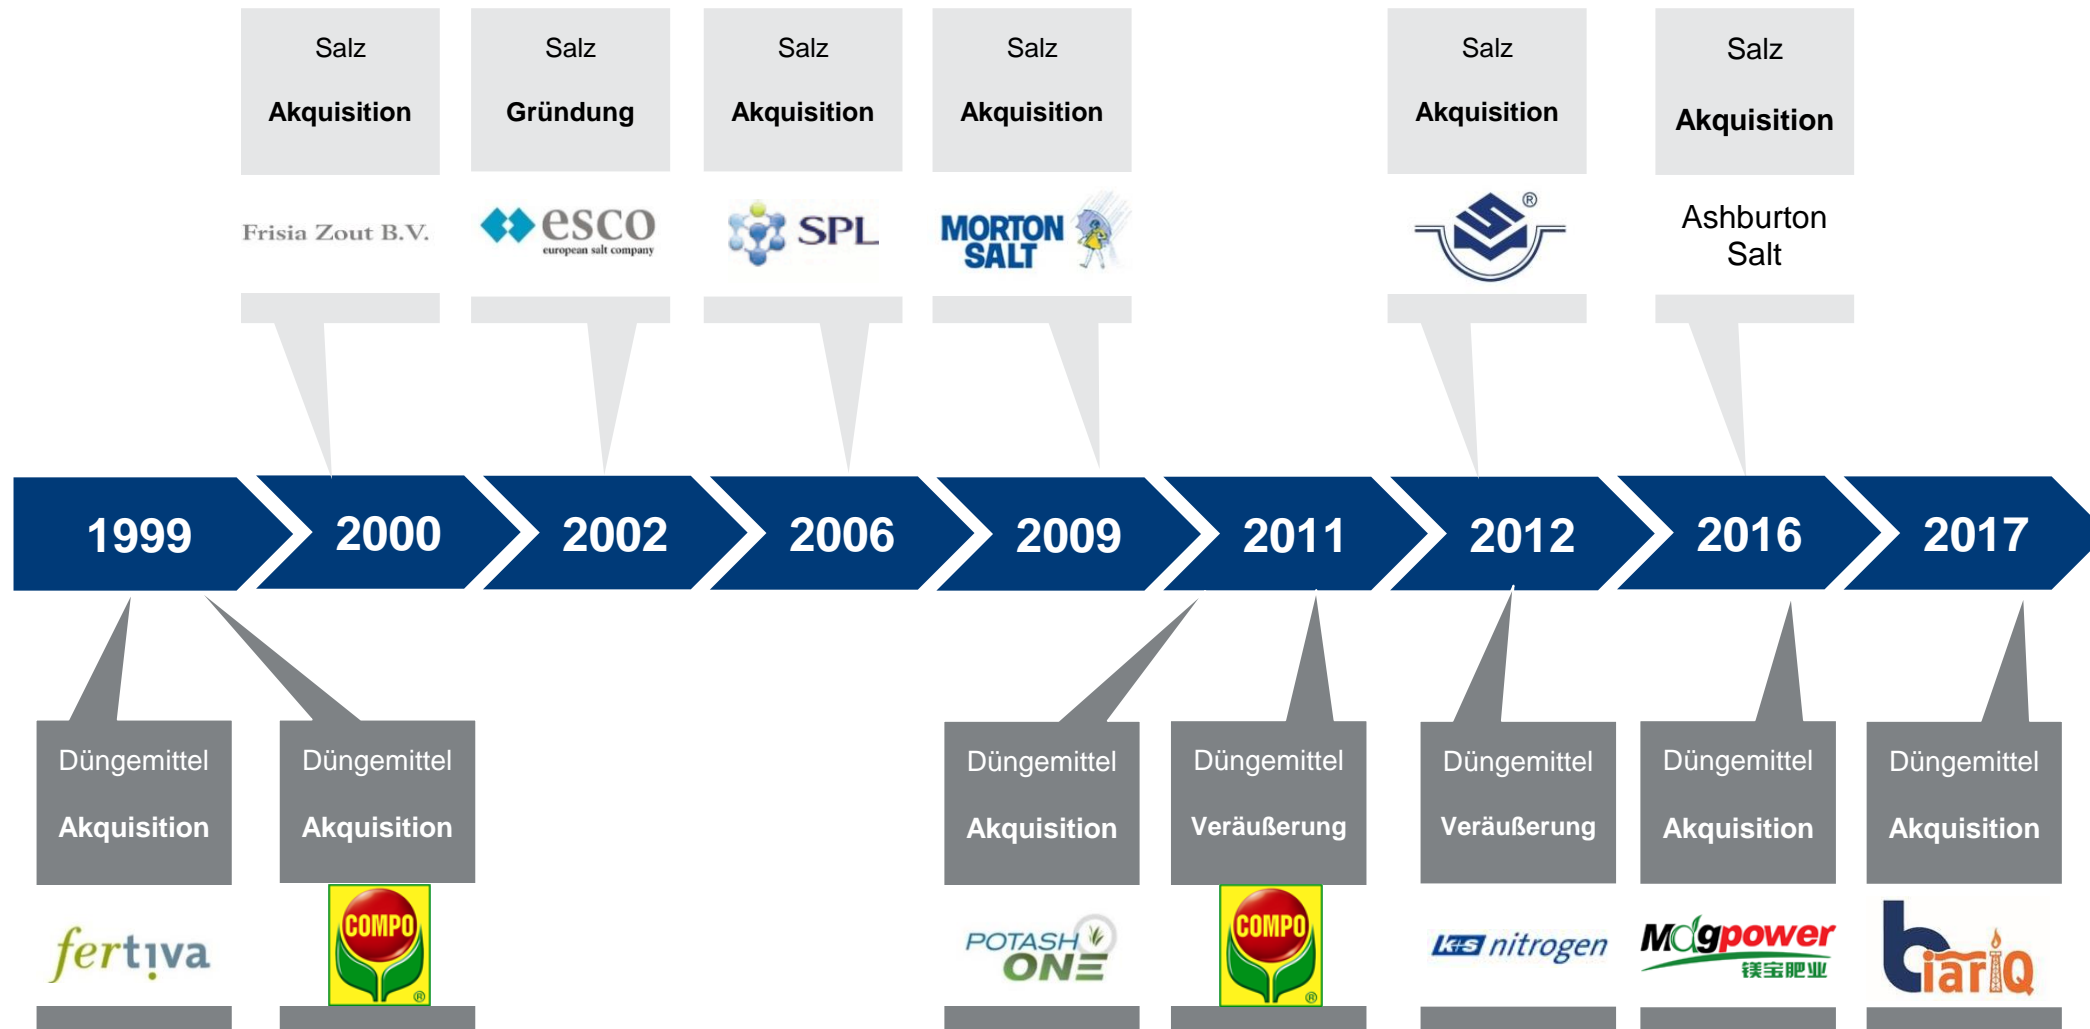 Salz
Akquisition
Frisia Zout B.V.
Salz
Gründung
esco
european salt company
Salz
Akquisition
SPL
Salz
Akquisition
MORTON
SALT
Salz
Akquisition
S
®
Salz
Akquisition
Ashburton
Salt
1999
2000
2002
2006
2009
2011
2012
2016
2017
Düngemittel
Akquisition
fertiva
Düngemittel
Akquisition
COMPO
®
Düngemittel
Akquisition
POTASH
ONE
Düngemittel
Veräußerung
COMPO
®
Düngemittel
Veräußerung
K+S nitrogen
Düngemittel
Akquisition
Magpower
镁宝肥业
Düngemittel
Akquisition
biariQ